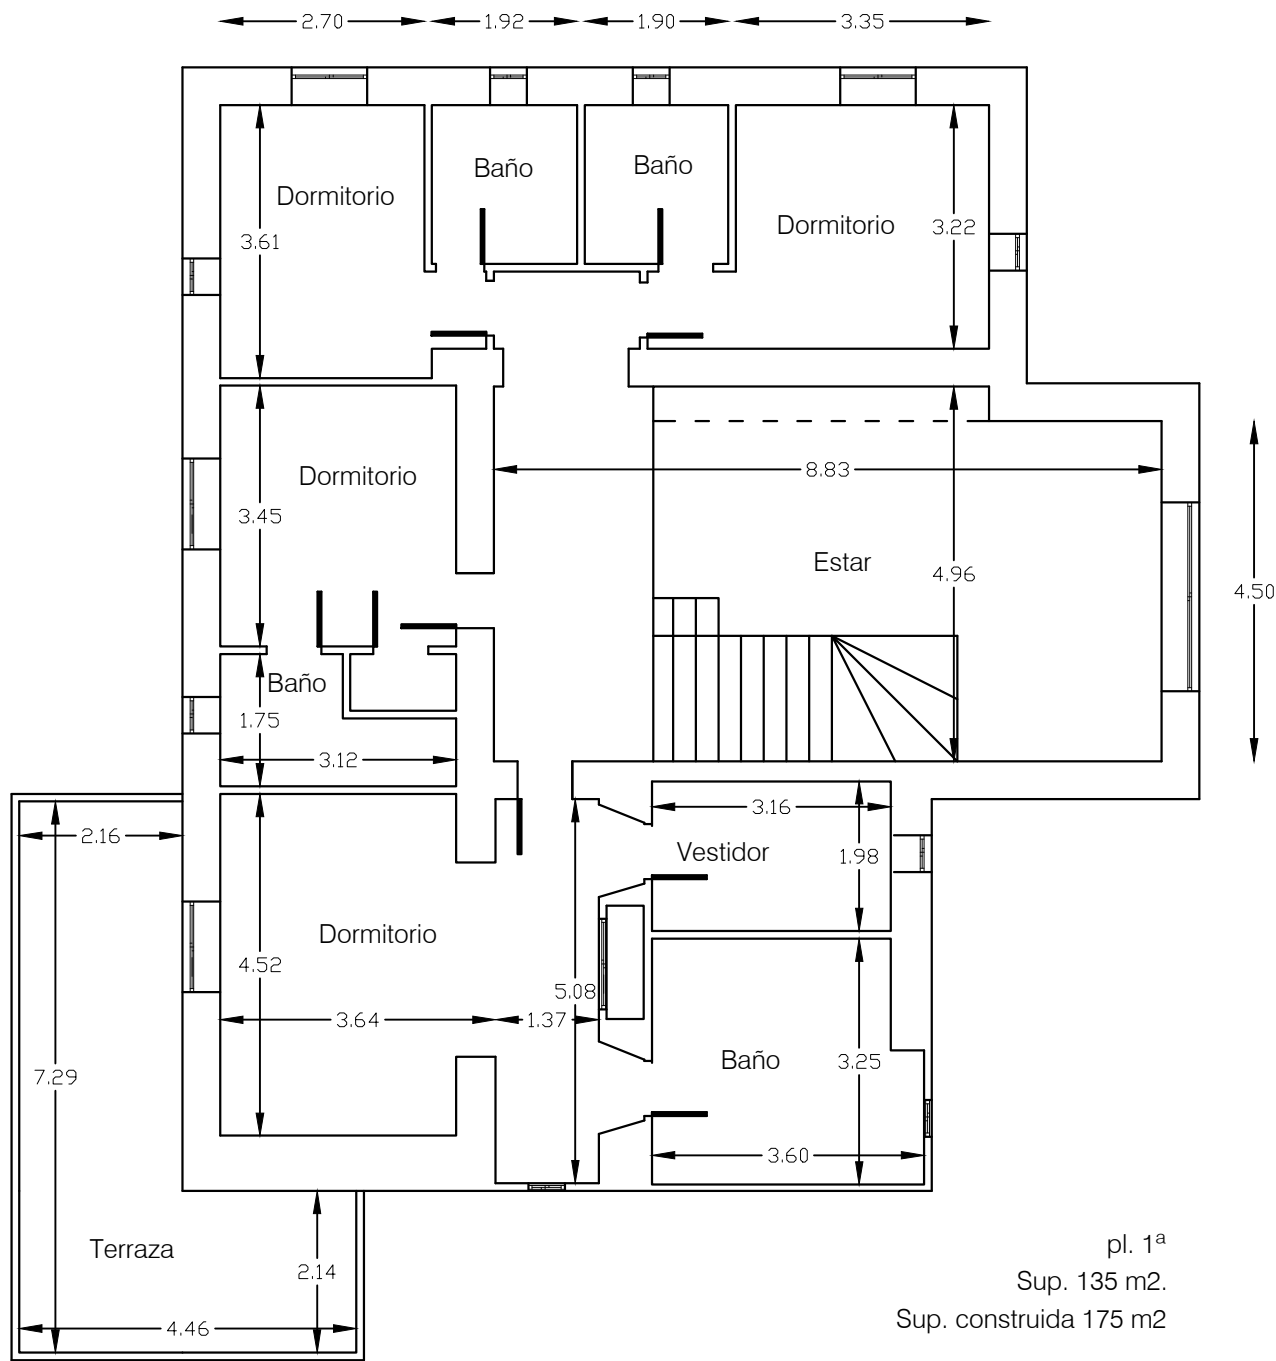 2.70
1.92
1.90
3.35
Baño
Baño
Dormitorio
Dormitorio
3.61
3.22
8.83
Dormitorio
3.45
Estar
4.96
4.50
Baño
1.75
3.12
3.16
2.16
Vestidor
1.98
Dormitorio
4.52
5.08
3.64
1.37
Baño
3.25
7.29
3.60
Terraza
2.14
4.46
pl. 1ª
Sup. 135 m2.
Sup. construida 175 m2